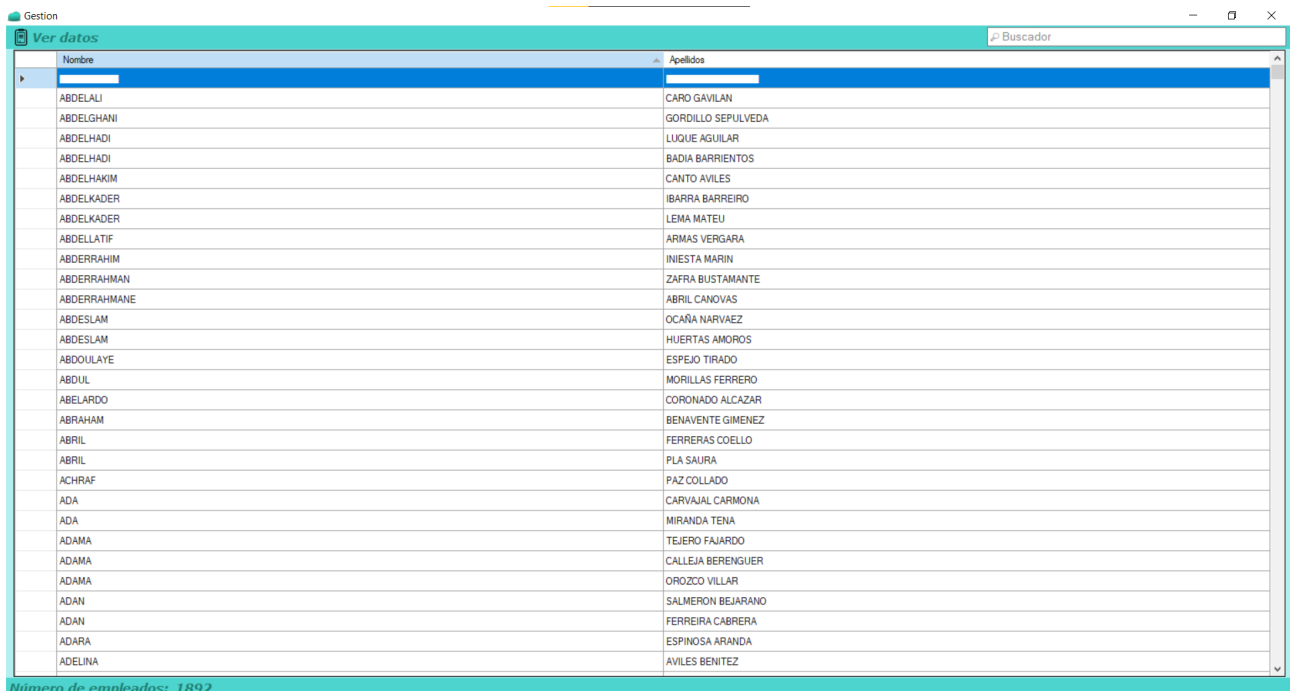 Gestion
Ver datos Buscador
Nombre Apellidos
ABDELALI CARO GAVILAN
ABDELGHANI GORDILLO SEPULVEDA
ABDELHADI LUQUE AGUILAR
ABDELHADI BADIA BARRIENTOS
ABDELHAKIM CANTO AVILES
ABDELKADER IBARRA BARREIRO
ABDELKADER LEMA MATEU
ABDELLATIF ARMAS VERGARA
ABDERRAHIM INIESTA MARIN
ABDERRAHMAN ZAFRA BUSTAMANTE
ABDERRAHMANE ABRIL CANOVAS
ABDESLAM OCAÑA NARVAEZ
ABDESLAM HUERTAS AMOROS
ABDOULAYE ESPEJO TIRADO
ABDUL MORILLAS FERRERO
ABELARDO CORONADO ALCAZAR
ABRAHAM BENAVENTE GIMENEZ
ABRIL FERRERAS COELLO
ABRIL PLA SAURA
ACHRAF PAZ COLLADO
ADA CARVAJAL CARMONA
ADA MIRANDA TENA
ADAMA TEJERO FAJARDO
ADAMA CALLEJA BERENGUER
ADAMA OROZCO VILLAR
ADAN SALMERON BEJARANO
ADAN FERREIRA CABRERA
ADARA ESPINOSA ARANDA
ADELINA AVILES BENITEZ
Número de empleados: 1892